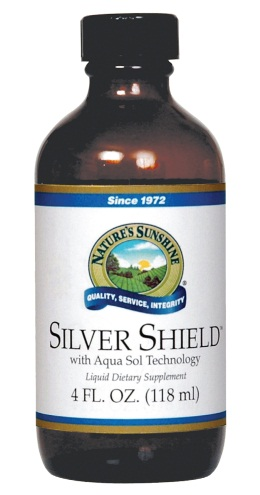 Since 1972
NATURE'S SUNSHINE
®
QUALITY, SERVICE, INTEGRITY
SILVER SHIELD®
with Aqua Sol Technology
Liquid Dietary Supplement
4 FL. OZ. (118 ml)